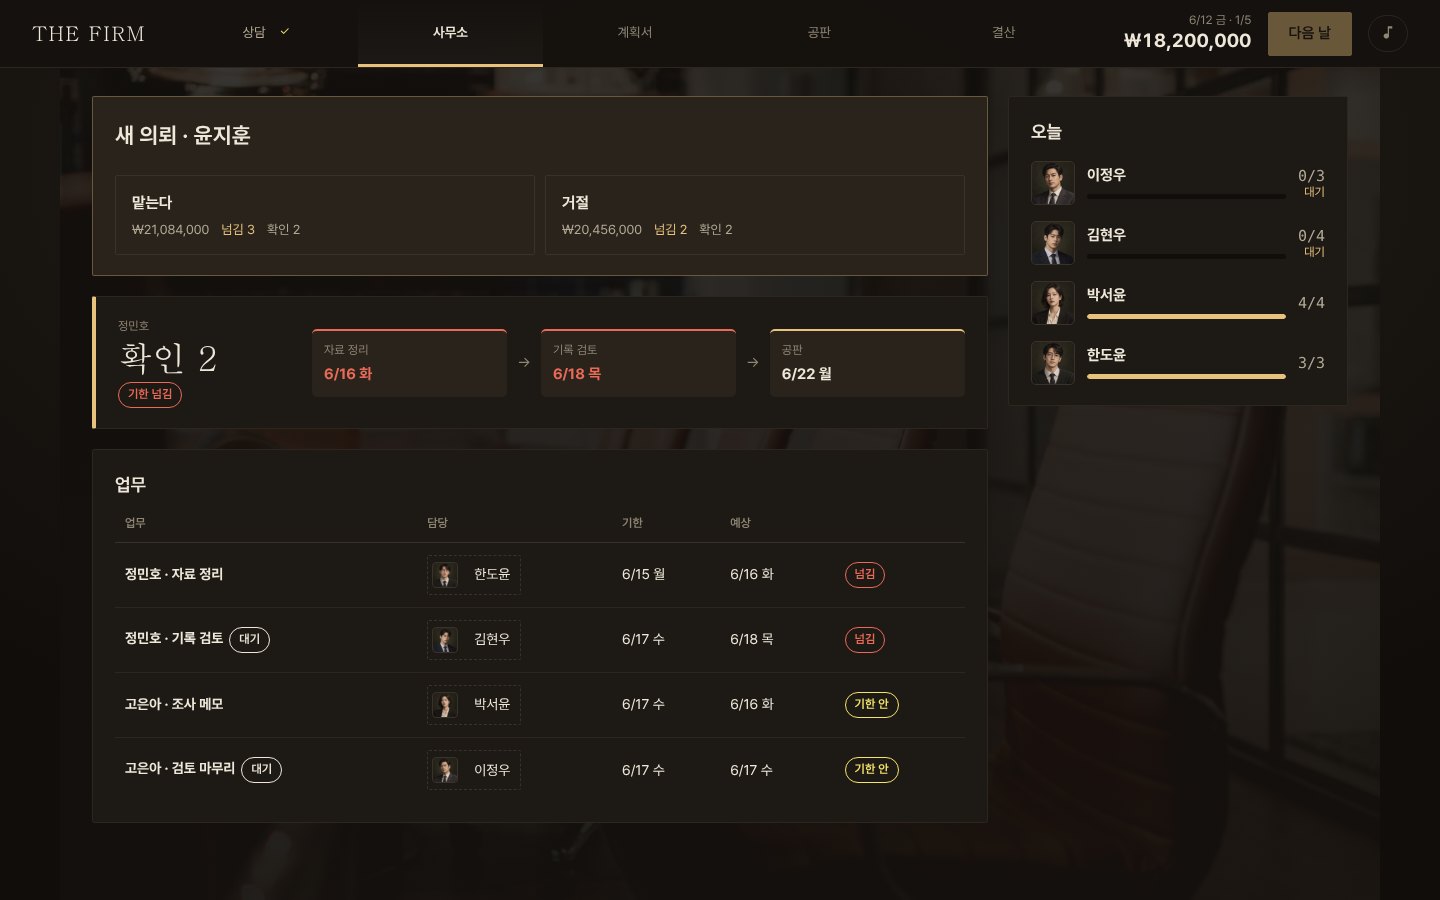 THE FIRM
상담
사무소
계획서
공판
결산
6/12 금 · 1/5
₩18,200,000
다음 날
새 의뢰 · 윤지훈
맡는다
₩21,084,000 넘김 3 확인 2
거절
₩20,456,000 넘김 2 확인 2
정민호
확인 2
기한 넘김
자료 정리
6/16 화
→
기록 검토
6/18 목
→
공판
6/22 월
업무
업무 담당 기한 예상
정민호 · 자료 정리 한도윤 6/15 월 6/16 화 넘김
정민호 · 기록 검토 대기 김현우 6/17 수 6/18 목 넘김
고은아 · 조사 메모 박서윤 6/17 수 6/16 화 기한 안
고은아 · 검토 마무리 대기 이정우 6/17 수 6/17 수 기한 안
오늘
이정우 0/3
대기
김현우 0/4
대기
박서윤 4/4
한도윤 3/3